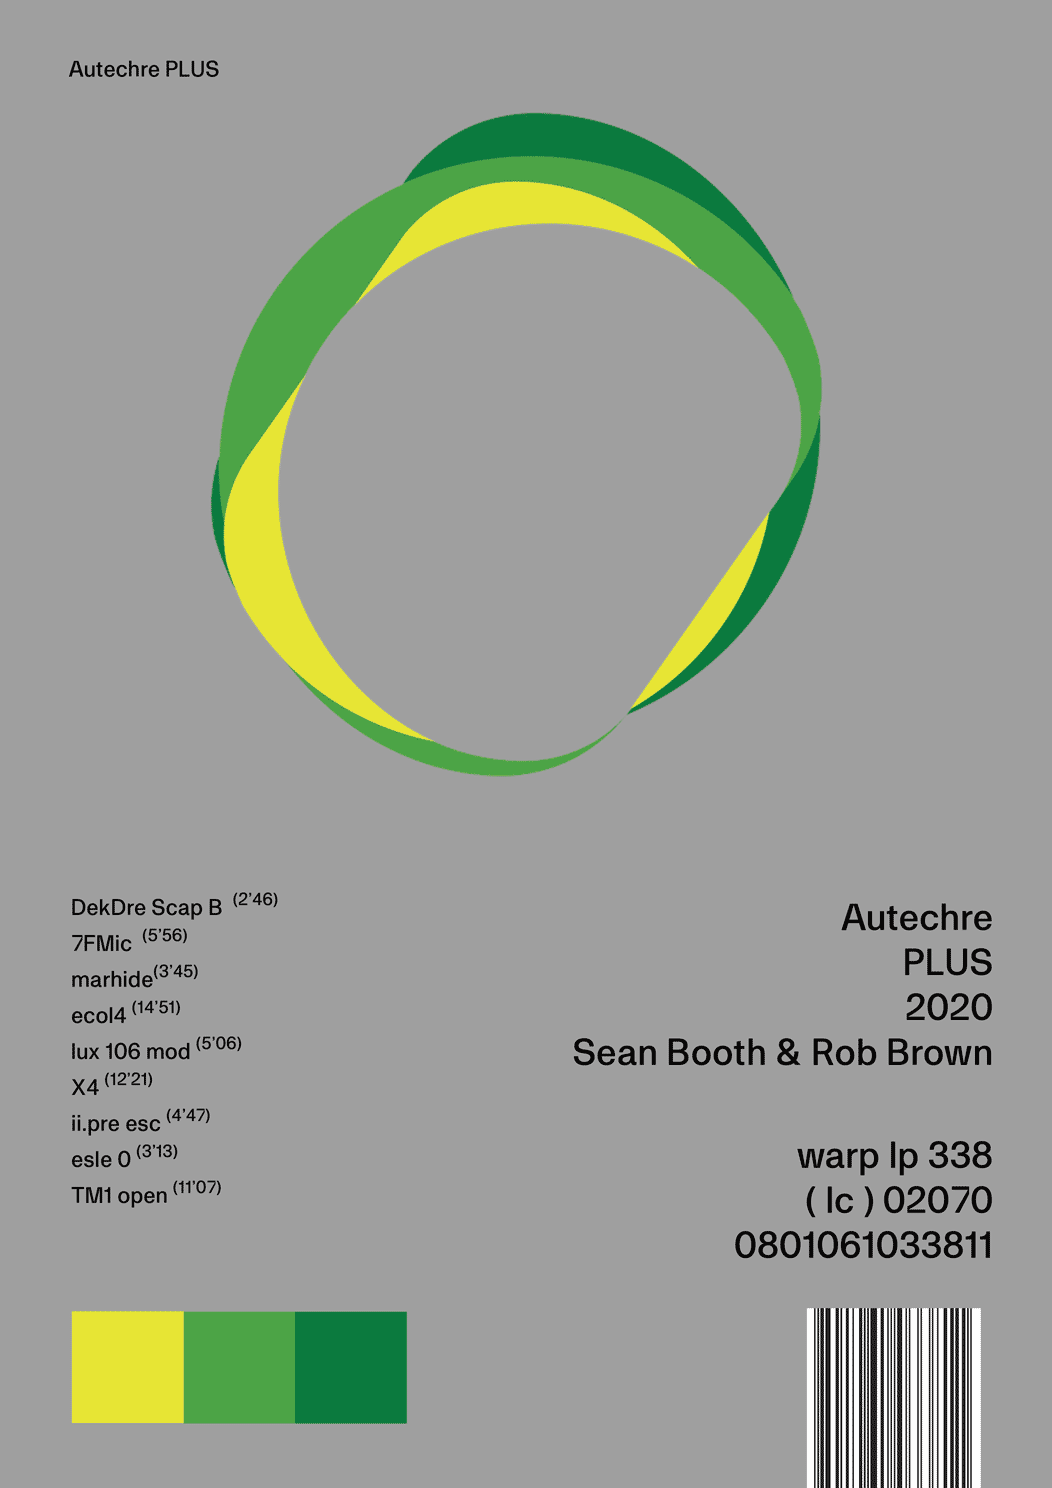 Autechre PLUS
DekDre Scap B (2'46)
7FMic (5'56)
marhide(3'45)
ecol4 (14'51)
lux 106 mod (5'06)
X4 (12'21)
ii.pre esc (4'47)
esle 0 (3'13)
TM1 open (11'07)
Autechre
PLUS
2020
Sean Booth & Rob Brown
warp lp 338
( lc ) 02070
0801061033811